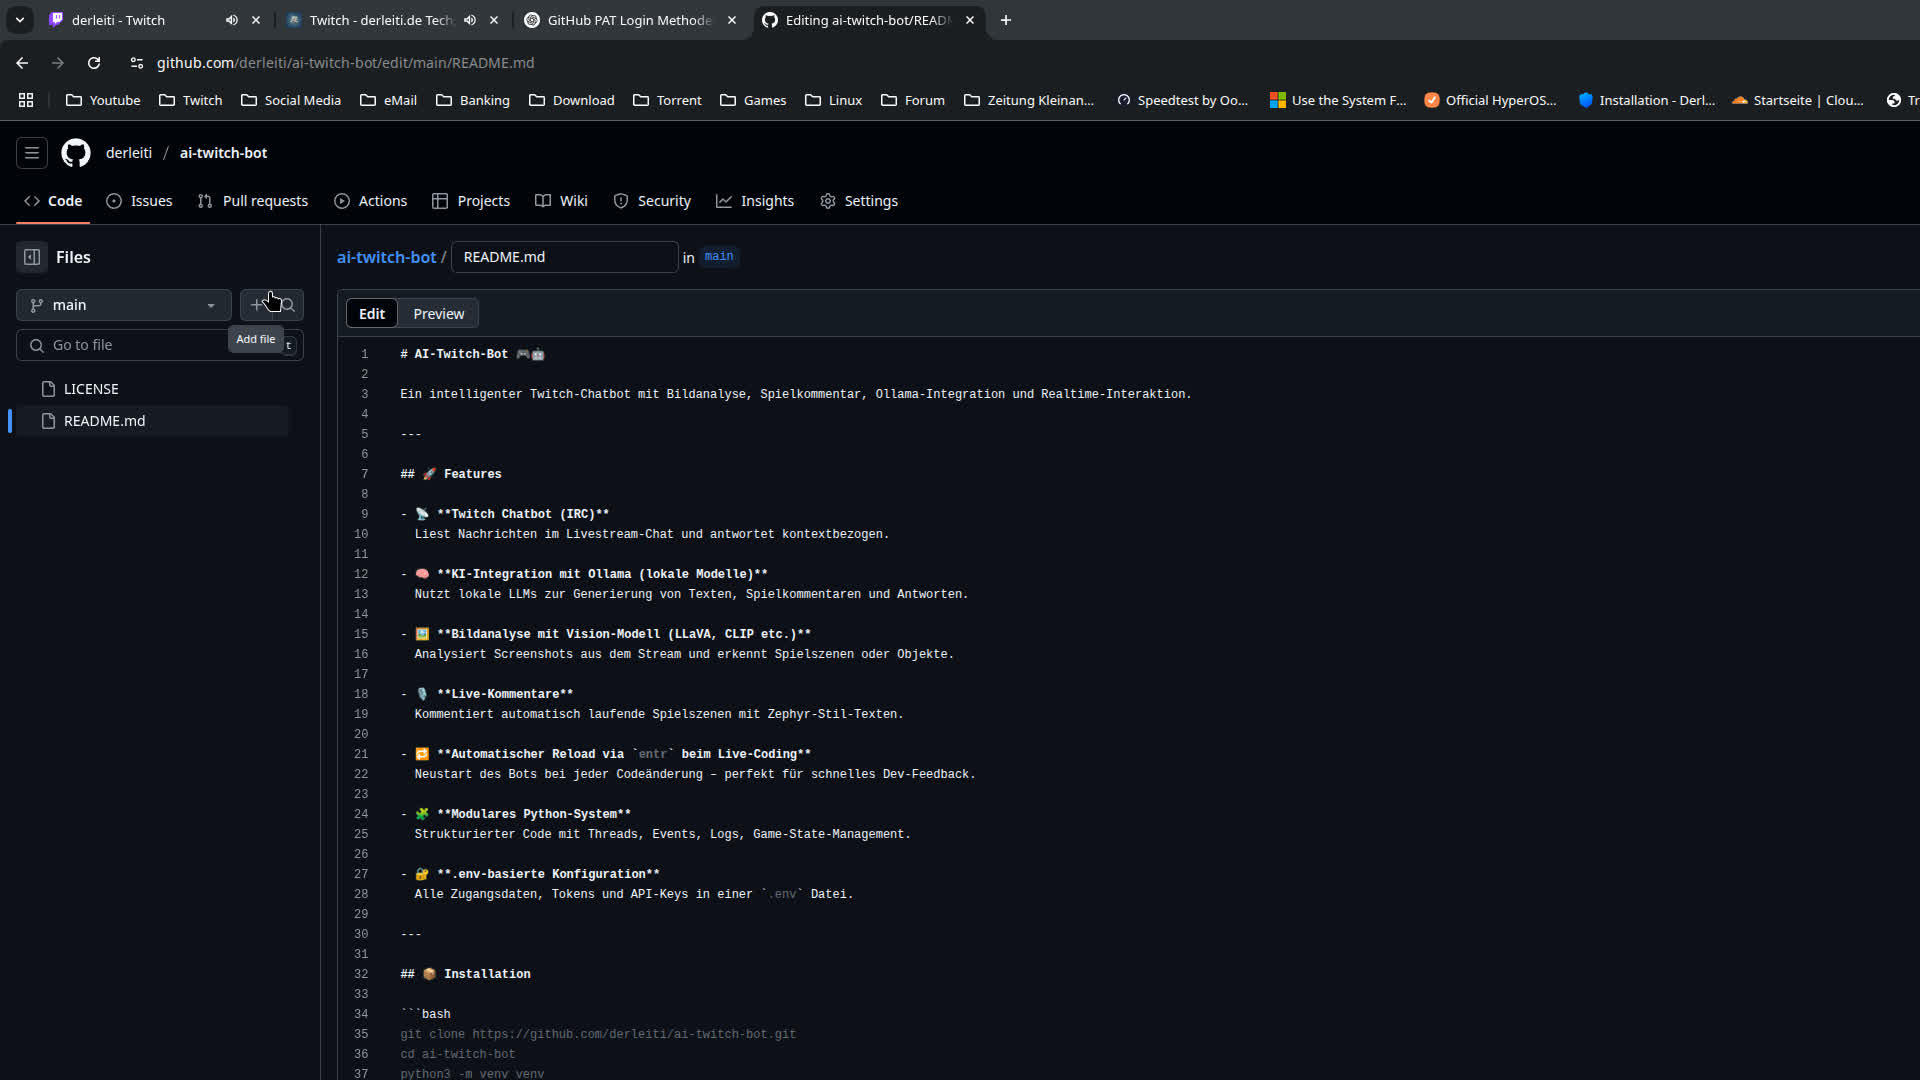 derleiti - Twitch
Twitch - derleiti.de Tech
GitHub PAT Login Methode
Editing ai-twitch-bot/READ
github.com/derleiti/ai-twitch-bot/edit/main/README.md
Youtube
Twitch
Social Media
eMail
Banking
Download
Torrent
Games
Linux
Forum
Zeitung Kleinan...
Speedtest by Oo...
Use the System F...
Official HyperOS...
Installation - Derl...
Startseite | Clou...
Tr
derleiti / ai-twitch-bot
Code
Issues
Pull requests
Actions
Projects
Wiki
Security
Insights
Settings
Files
ai-twitch-bot / README.md in main
main
Edit
Preview
Go to file
t
Add file
LICENSE
README.md
1 # AI-Twitch-Bot 🎮🤖
2
3 Ein intelligenter Twitch-Chatbot mit Bildanalyse, Spielkommentar, Ollama-Integration und Realtime-Interaktion.
4
5 ---
6
7 ## 🚀 Features
8
9 - 📡 **Twitch Chatbot (IRC)**
10 Liest Nachrichten im Livestream-Chat und antwortet kontextbezogen.
11
12 - 🧠 **KI-Integration mit Ollama (lokale Modelle)**
13 Nutzt lokale LLMs zur Generierung von Texten, Spielkommentaren und Antworten.
14
15 - 🖼️ **Bildanalyse mit Vision-Modell (LLaVA, CLIP etc.)**
16 Analysiert Screenshots aus dem Stream und erkennt Spielszenen oder Objekte.
17
18 - 🎙️ **Live-Kommentare**
19 Kommentiert automatisch laufende Spielszenen mit Zephyr-Stil-Texten.
20
21 - 🔁 **Automatischer Reload via `entr` beim Live-Coding**
22 Neustart des Bots bei jeder Codeänderung – perfekt für schnelles Dev-Feedback.
23
24 - 🧩 **Modulares Python-System**
25 Strukturierter Code mit Threads, Events, Logs, Game-State-Management.
26
27 - 🔐 **.env-basierte Konfiguration**
28 Alle Zugangsdaten, Tokens und API-Keys in einer `.env` Datei.
29
30 ---
31
32 ## 📦 Installation
33
34 ```bash
35 git clone https://github.com/derleiti/ai-twitch-bot.git
36 cd ai-twitch-bot
37 python3 -m venv venv